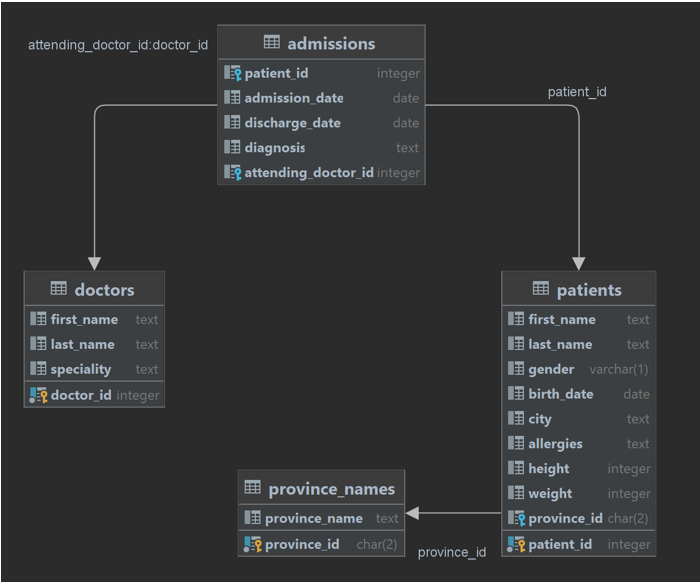 attending_doctor_id:doctor_id
admissions
patient_id integer
admission_date date
discharge_date date
diagnosis text
attending_doctor_id integer
patient_id
doctors
first_name text
last_name text
speciality text
doctor_id integer
patients
first_name text
last_name text
gender varchar(1)
birth_date date
city text
allergies text
height integer
weight integer
province_id char(2)
patient_id integer
province_names
province_name text
province_id char(2)
province_id